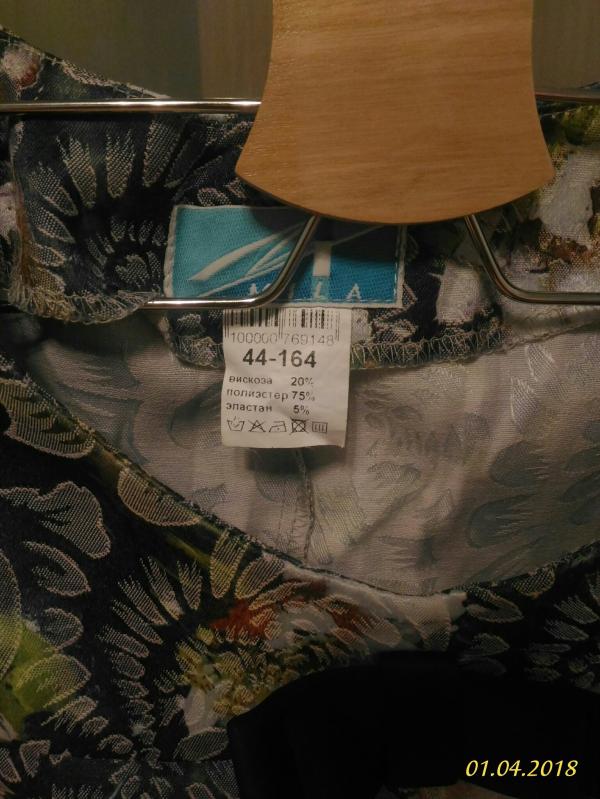 100000 769148
44-164
вискоза 20%
полиэстер 75%
эластан 5%
01.04.2018